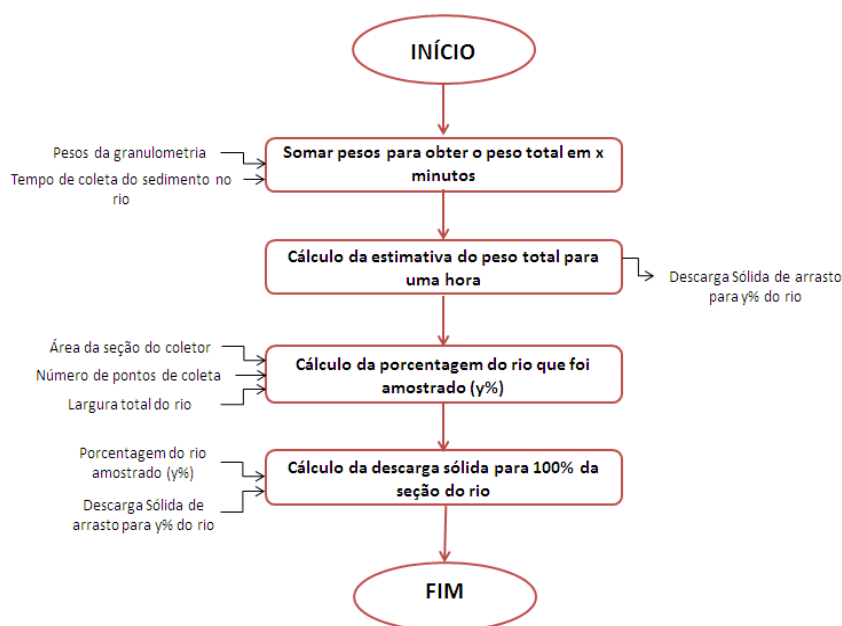 INÍCIO
Pesos da granulometria
Tempo de coleta do sedimento no
rio
Somar pesos para obter o peso total em x
minutos
Cálculo da estimativa do peso total para
uma hora
Descarga Sólida de arrasto
para y% do rio
Área da seção do coletor
Número de pontos de coleta
Largura total do rio
Cálculo da porcentagem do rio que foi
amostrado (y%)
Porcentagem do rio
amostrado (y%)
Descarga Sólida de
arrasto para y% do rio
Cálculo da descarga sólida para 100% da
seção do rio
FIM